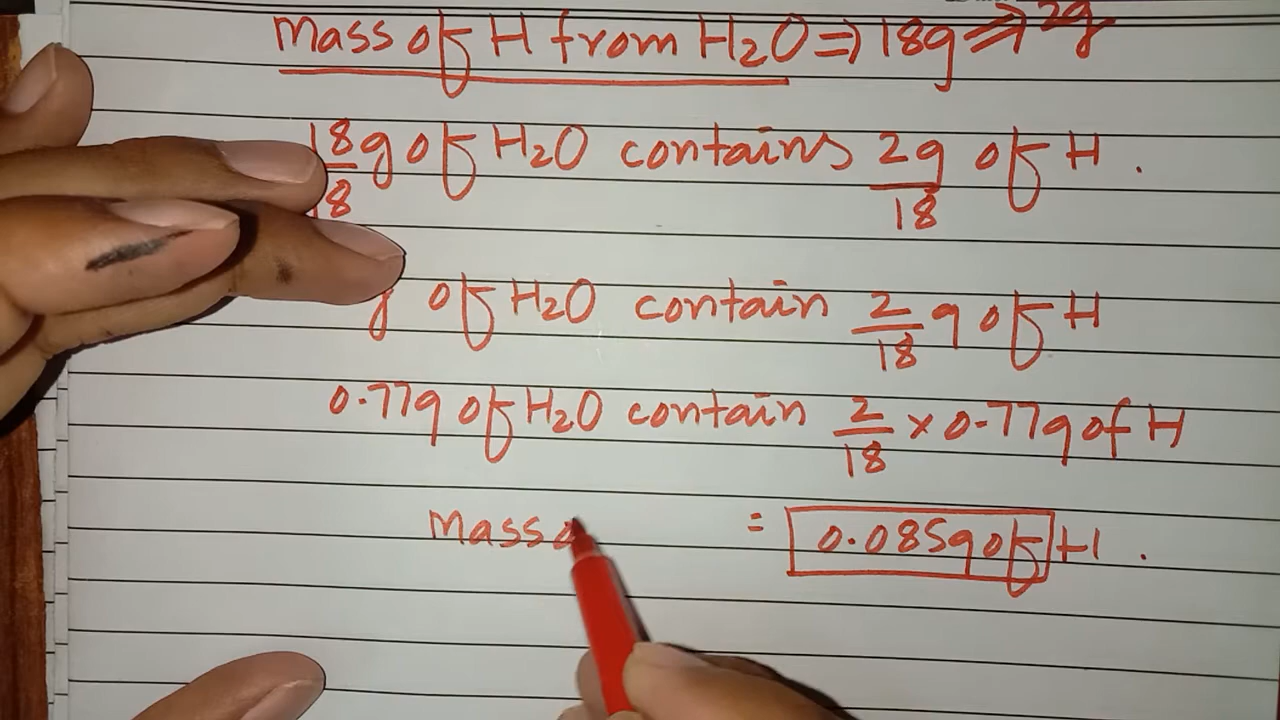 Mass of H from H₂O ⇒ 18g ⇒ 2g
18/18 g of H₂O contains 2g/18 of H.
g of H₂O contain 2/18 g of H
0.77g of H₂O contain 2/18 × 0.77g of H
Mass o = 0.085g of H.